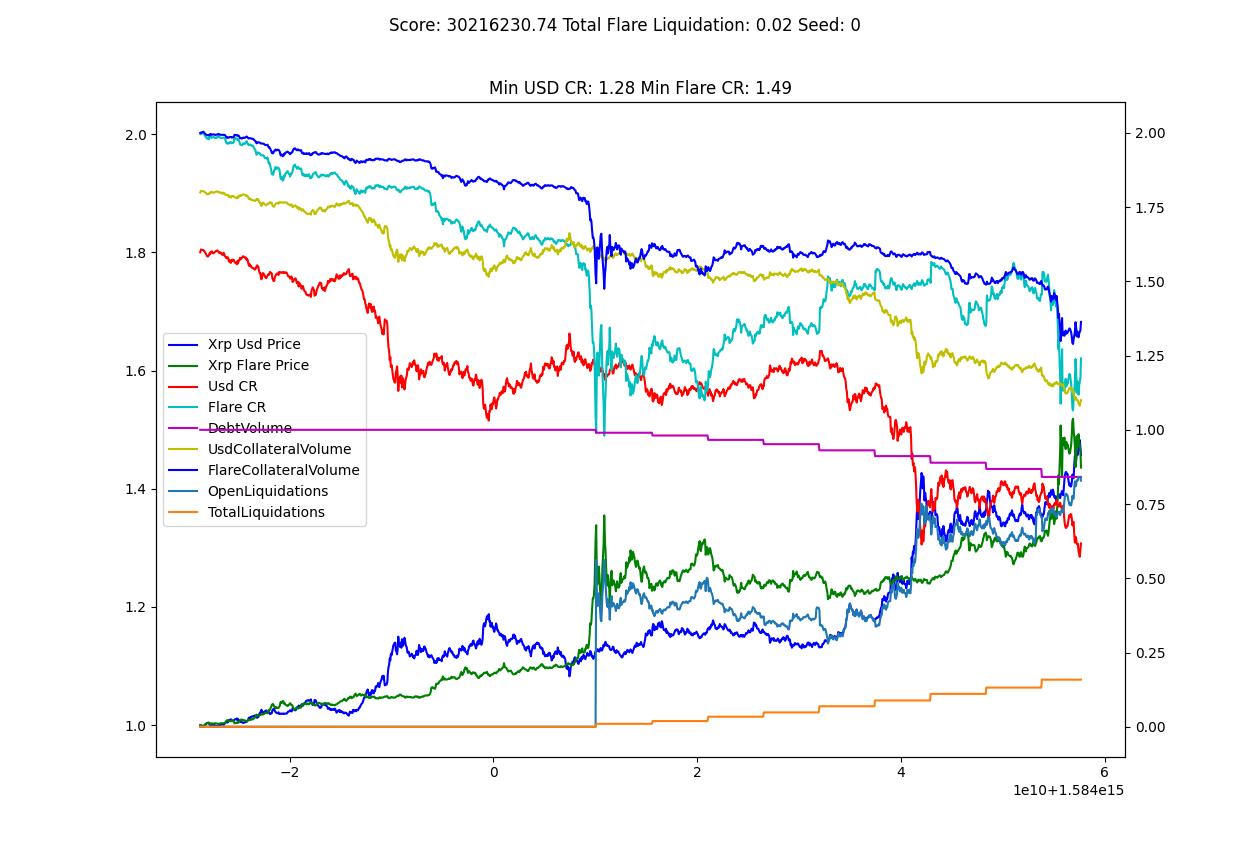 Score: 30216230.74 Total Flare Liquidation: 0.02 Seed: 0
Min USD CR: 1.28 Min Flare CR: 1.49
2.0
1.8
1.6
1.4
1.2
1.0
Xrp Usd Price
Xrp Flare Price
Usd CR
Flare CR
DebtVolume
UsdCollateralVolume
FlareCollateralVolume
OpenLiquidations
TotalLiquidations
2.00
1.75
1.50
1.25
1.00
0.75
0.50
0.25
0.00
−2 0 2 4 6
1e10+1.584e15